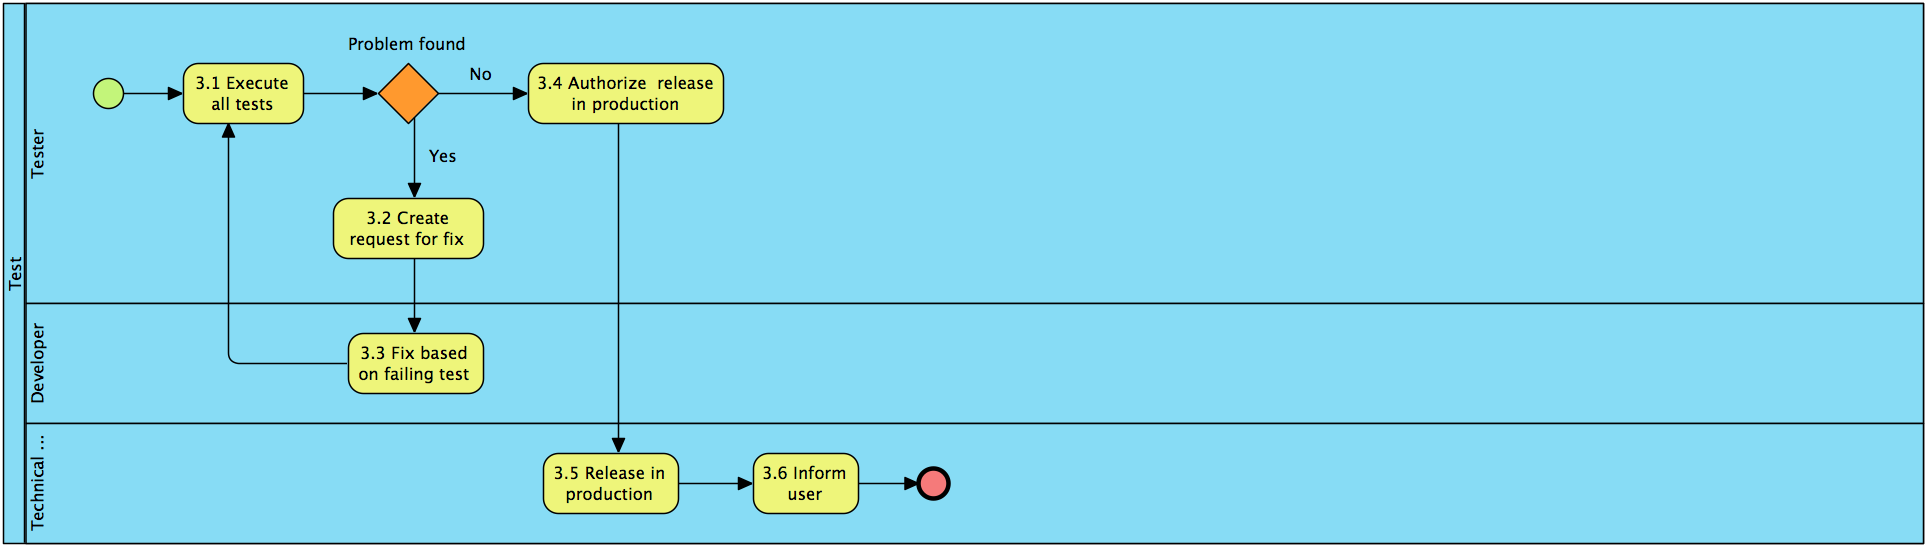 Problem found
3.1 Execute
all tests
No
3.4 Authorize  release
in production
Yes
3.2 Create
request for fix
3.3 Fix based
on failing test
3.5 Release in
production
3.6 Inform
user
Test
Tester
Developer
Technical ...